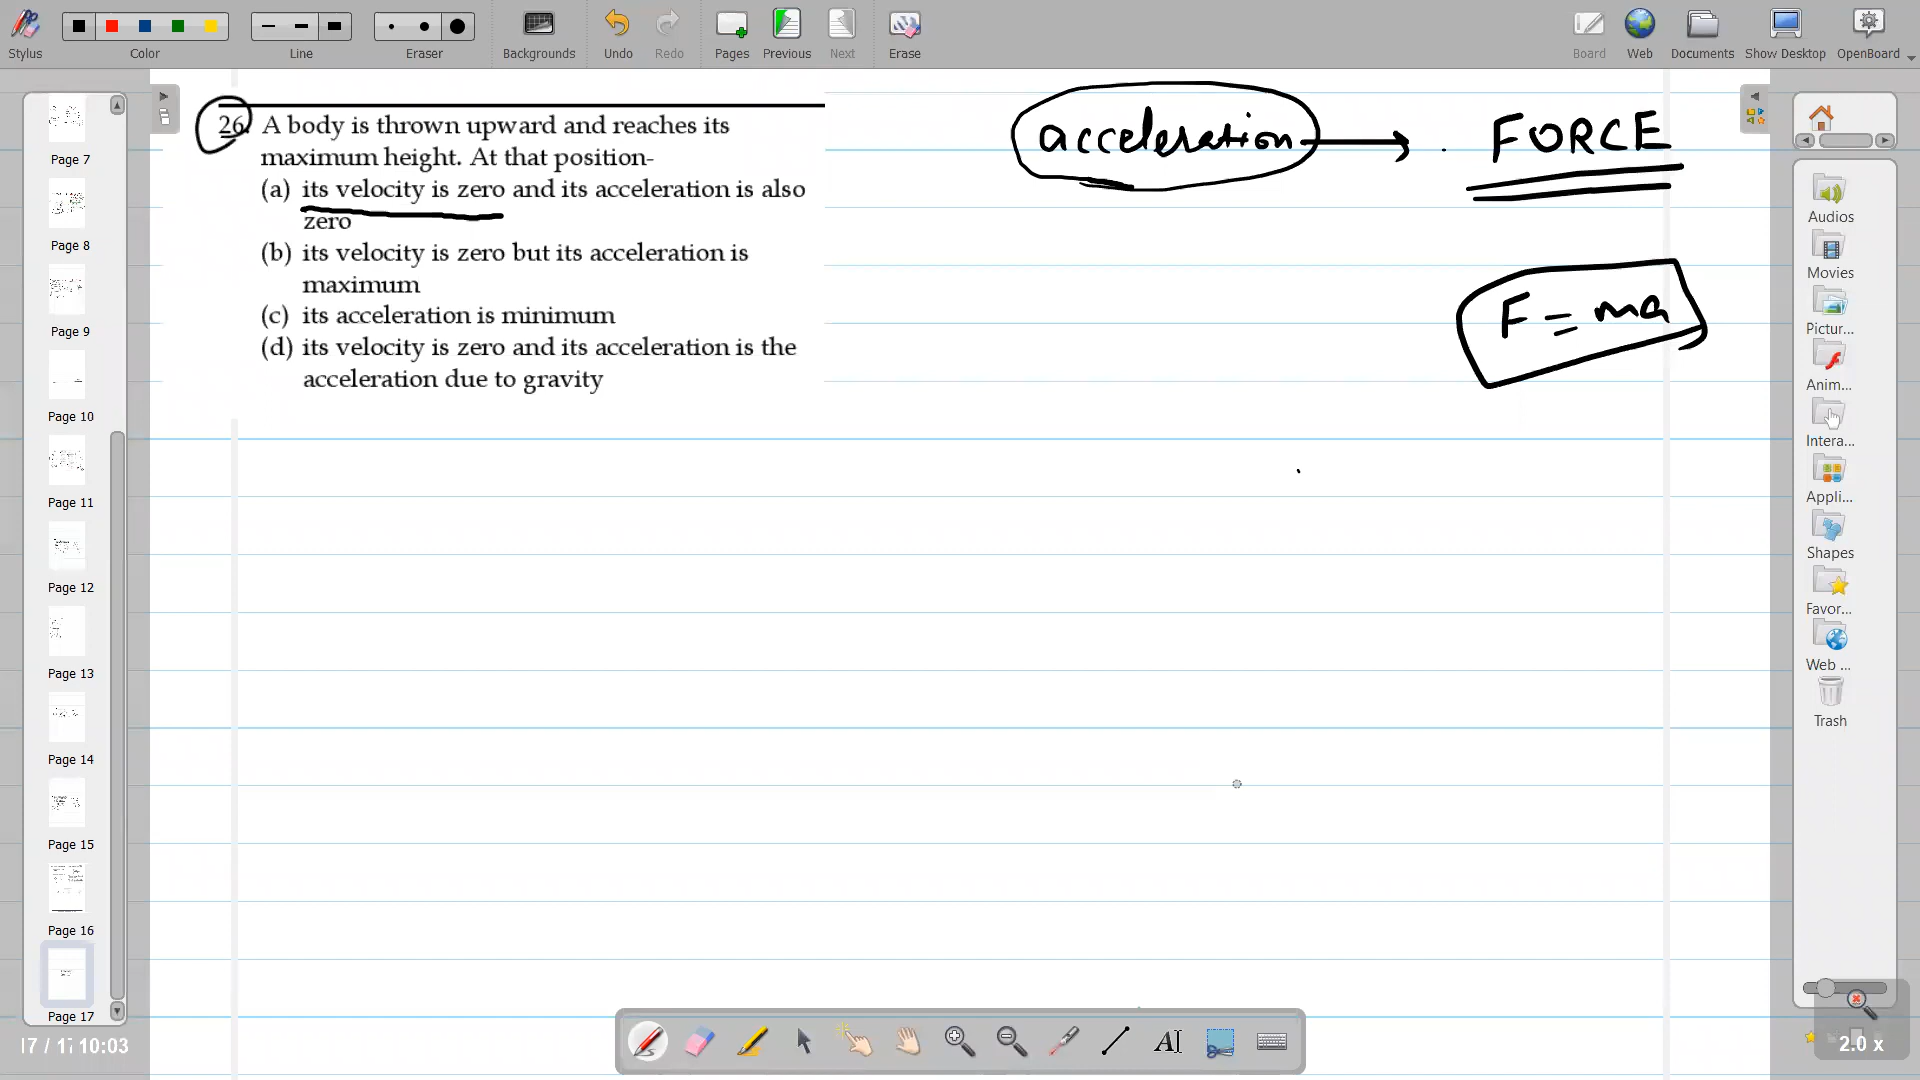 Stylus
Color
Line
Eraser
Backgrounds
Undo
Redo
Pages
Previous
Next
Erase
Board
Web
Documents
Show Desktop
OpenBoard
Page 7
Page 8
Page 9
Page 10
Page 11
Page 12
Page 13
Page 14
Page 15
Page 16
Page 17
17 / 17 10:03
26. A body is thrown upward and reaches its
maximum height. At that position-
(a) its velocity is zero and its acceleration is also
zero
(b) its velocity is zero but its acceleration is
maximum
(c) its acceleration is minimum
(d) its velocity is zero and its acceleration is the
acceleration due to gravity
acceleration → FORCE
F = ma
Audios
Movies
Pictur...
Anim...
Intera...
Appli...
Shapes
Favor...
Web ...
Trash
2.0 x